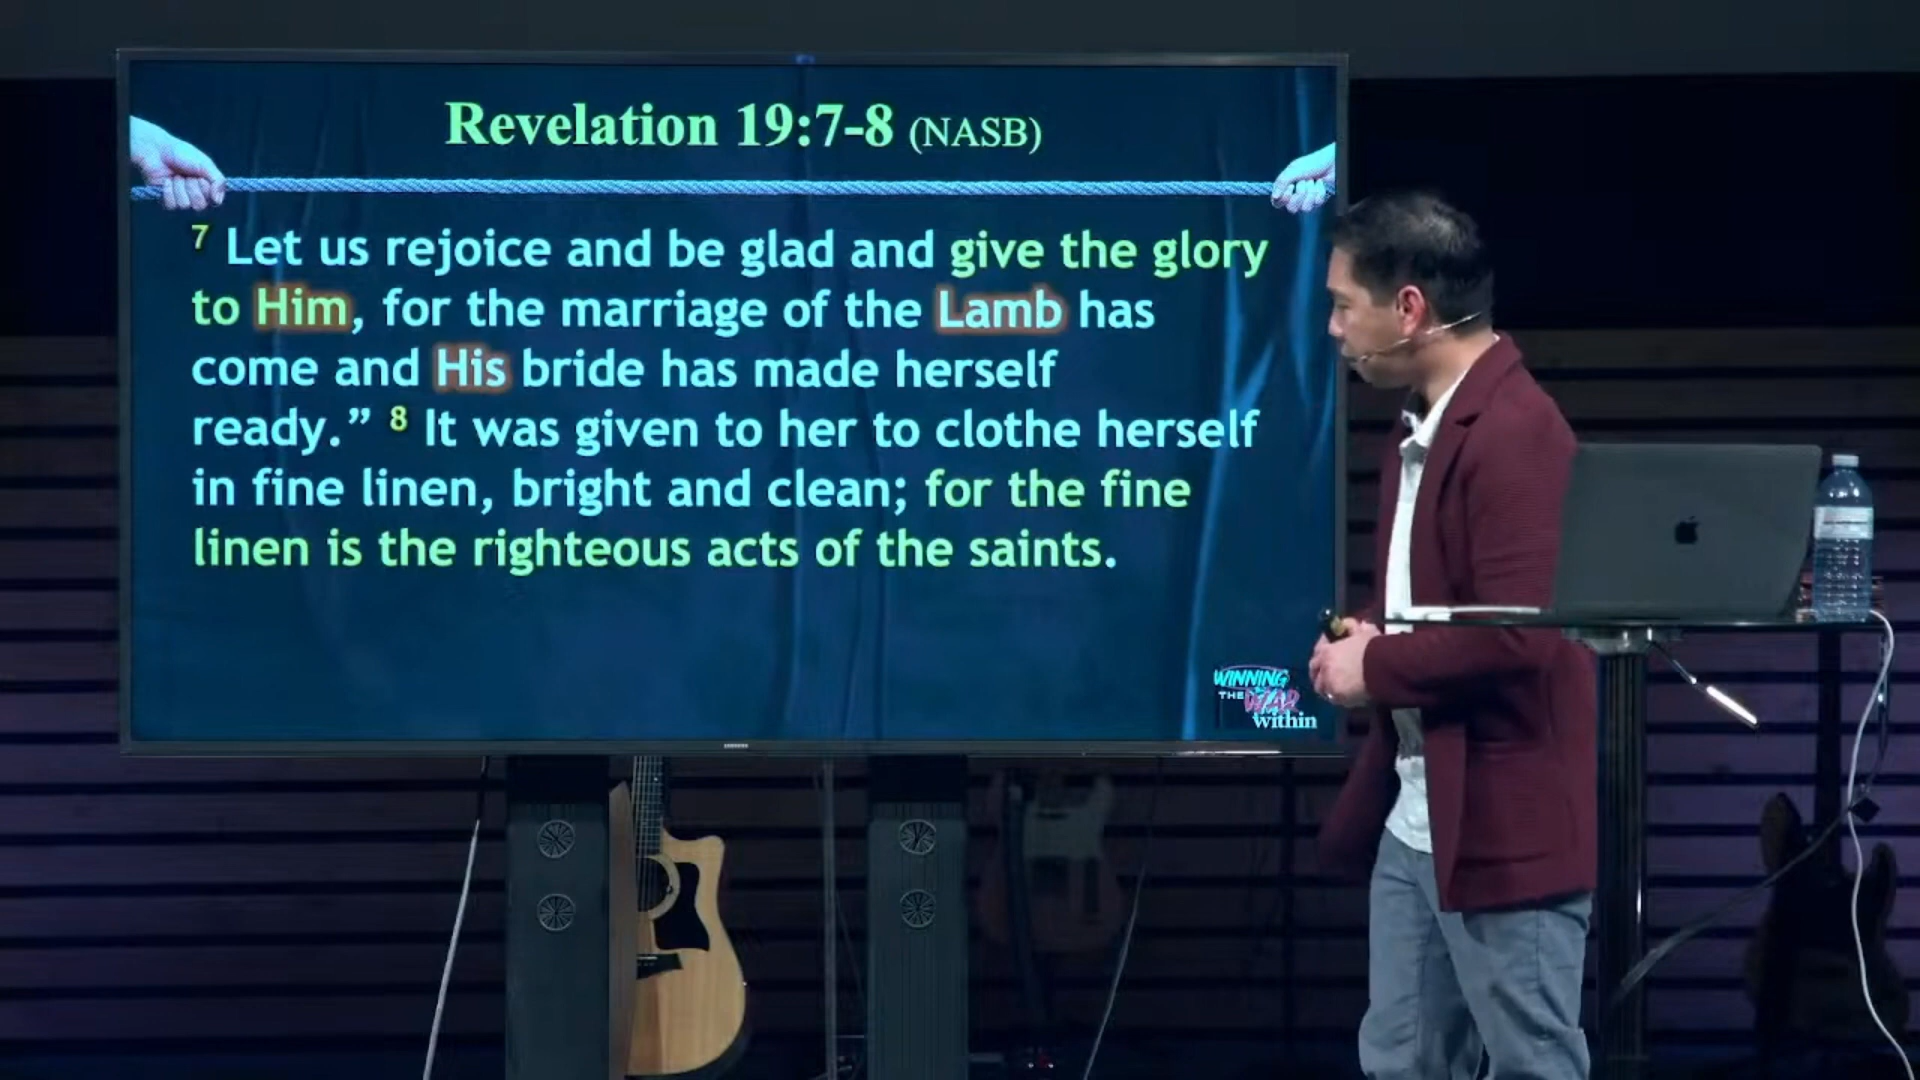 Revelation 19:7-8 (NASB)
7 Let us rejoice and be glad and give the glory
to Him, for the marriage of the Lamb has
come and His bride has made herself
ready.” 8 It was given to her to clothe herself
in fine linen, bright and clean; for the fine
linen is the righteous acts of the saints.
WINNING
THE WAR
within
SAMSUNG